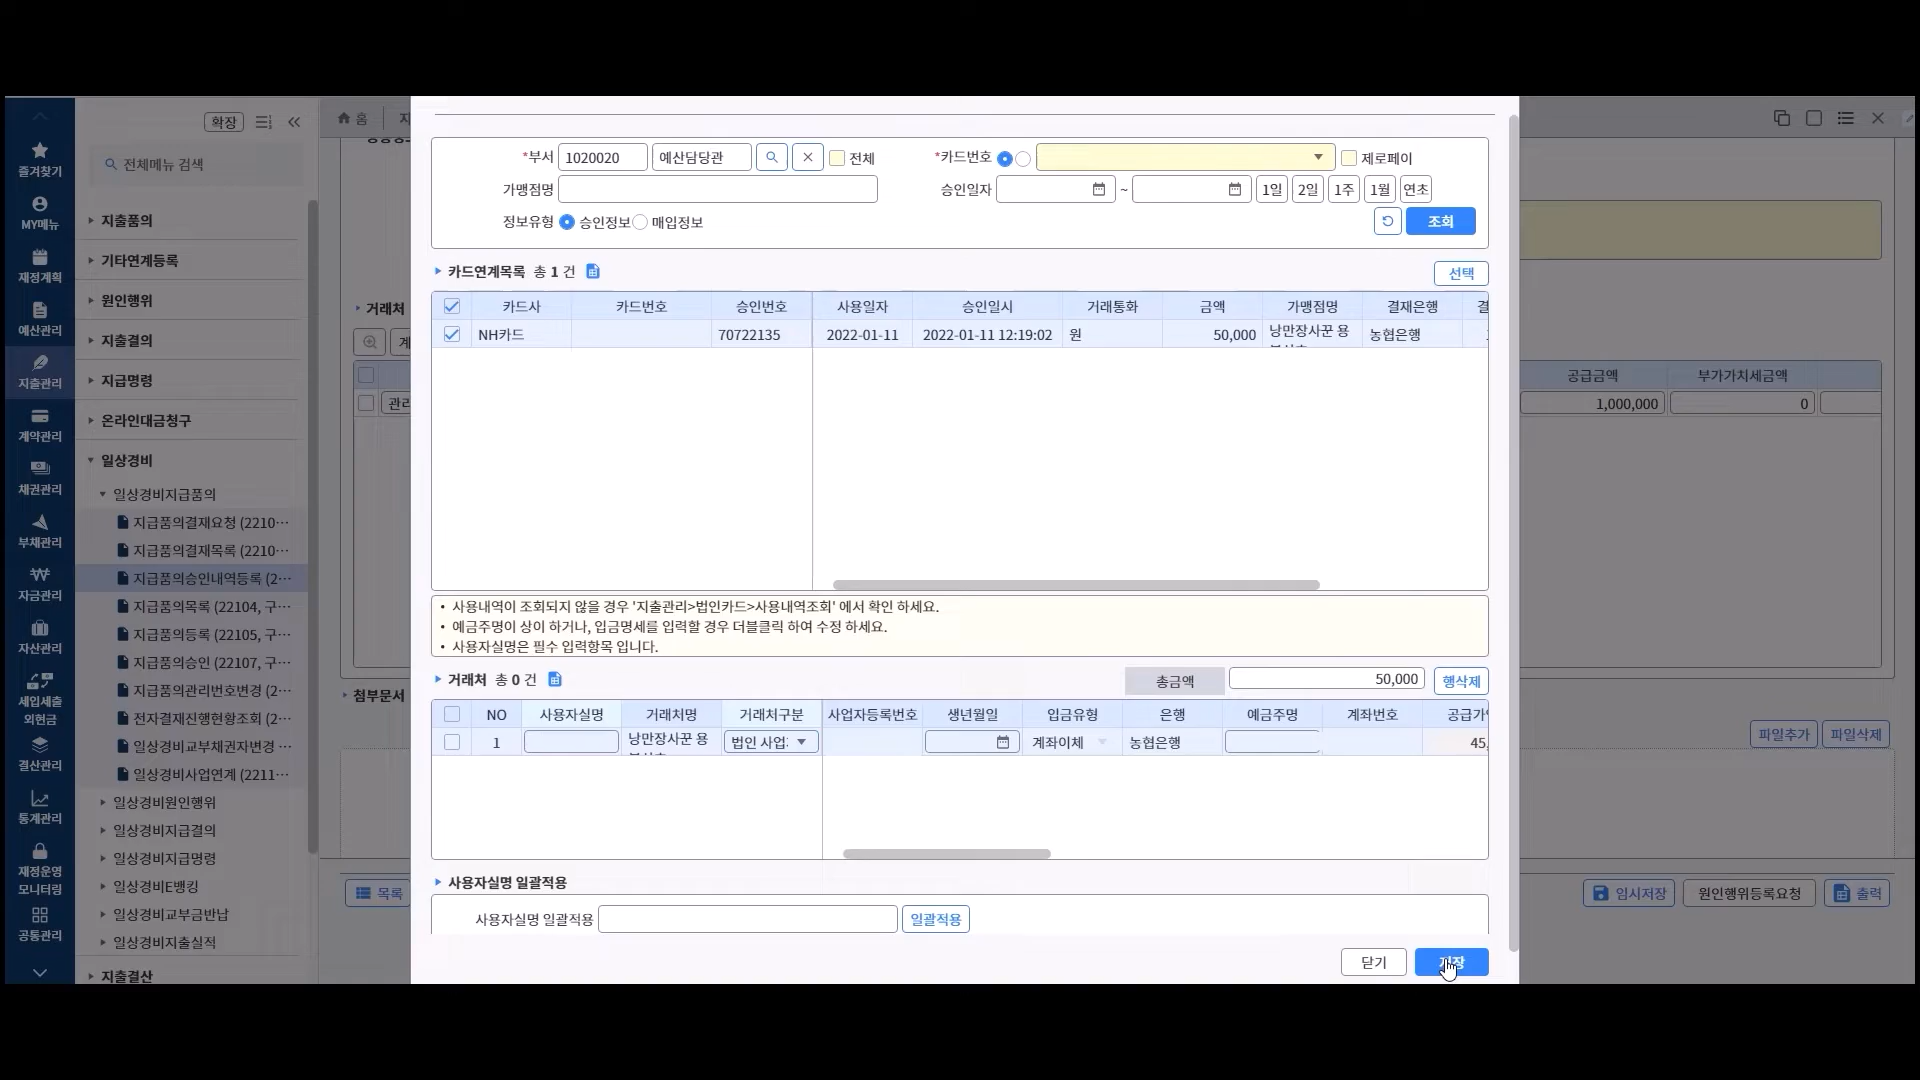 즐겨찾기
MY메뉴
재정계획
예산관리
지출관리
계약관리
채권관리
부채관리
자금관리
자산관리
세입세출
외현금
결산관리
통계관리
재정운영
모니터링
공통관리
확장
전체메뉴 검색
지출품의
기타연계등록
원인행위
지출결의
지급명령
온라인대금청구
일상경비
일상경비지급품의
지급품의결재요청 (2210···
지급품의결재목록 (2210···
지급품의승인내역등록 (2···
지급품의목록 (22104, 구···
지급품의등록 (22105, 구···
지급품의승인 (22107, 구···
지급품의관리번호변경 (2···
전자결재진행현황조회 (2···
일상경비교부채권자변경 ···
일상경비사업연계 (2211···
일상경비원인행위
일상경비지급결의
일상경비지급명령
일상경비E뱅킹
일상경비교부금반납
일상경비지출실적
지출결산
홈
거래처
첨부문서
목록
*부서 1020020 예산담당관 전체 *카드번호 제로페이
가맹점명 승인일자 ~ 1일 2일 1주 1월 연초
정보유형 승인정보 매입정보 조회
카드연계목록 총 1 건 선택
카드사 카드번호 승인번호 사용일자 승인일시 거래통화 금액 가맹점명 결재은행
NH카드 70722135 2022-01-11 2022-01-11 12:19:02 원 50,000 낭만장사꾼 용 농협은행
• 사용내역이 조회되지 않을 경우 '지출관리>법인카드>사용내역조회' 에서 확인 하세요.
• 예금주명이 상이 하거나, 입금명세를 입력할 경우 더블클릭 하여 수정 하세요.
• 사용자실명은 필수 입력항목 입니다.
거래처 총 0 건 총금액 50,000 행삭제
NO 사용자실명 거래처명 거래처구분 사업자등록번호 생년월일 입금유형 은행 예금주명 계좌번호
1 낭만장사꾼 용 법인 사업 계좌이체 농협은행 45,
사용자실명 일괄적용
사용자실명 일괄적용 일괄적용
닫기
공급금액 부가가치세금액
1,000,000 0
파일추가 파일삭제
임시저장 원인행위등록요청 출력